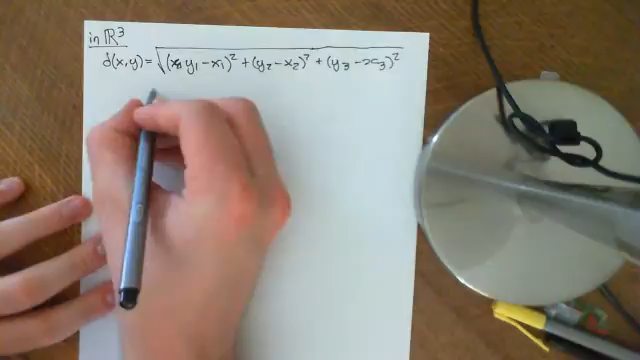 in ℝ³
d(x,y) = √((y₁-x₁)² + (y₂-x₂)² + (y₃-x₃)²)